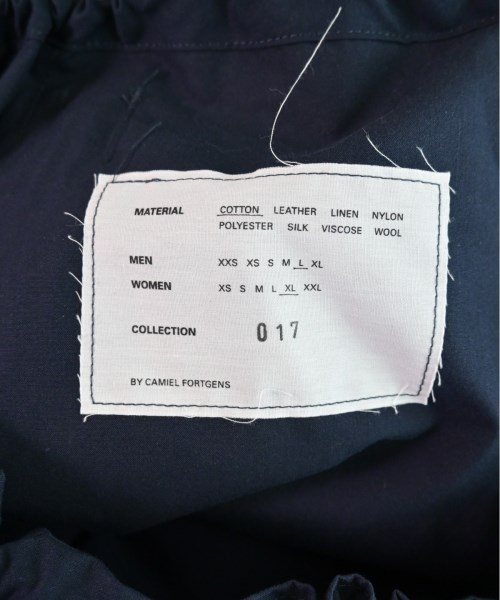 MATERIAL COTTON LEATHER LINEN NYLON
POLYESTER SILK VISCOSE WOOL
MEN XXS XS S M L XL
WOMEN XS S M L XL XXL
COLLECTION 017
BY CAMIEL FORTGENS